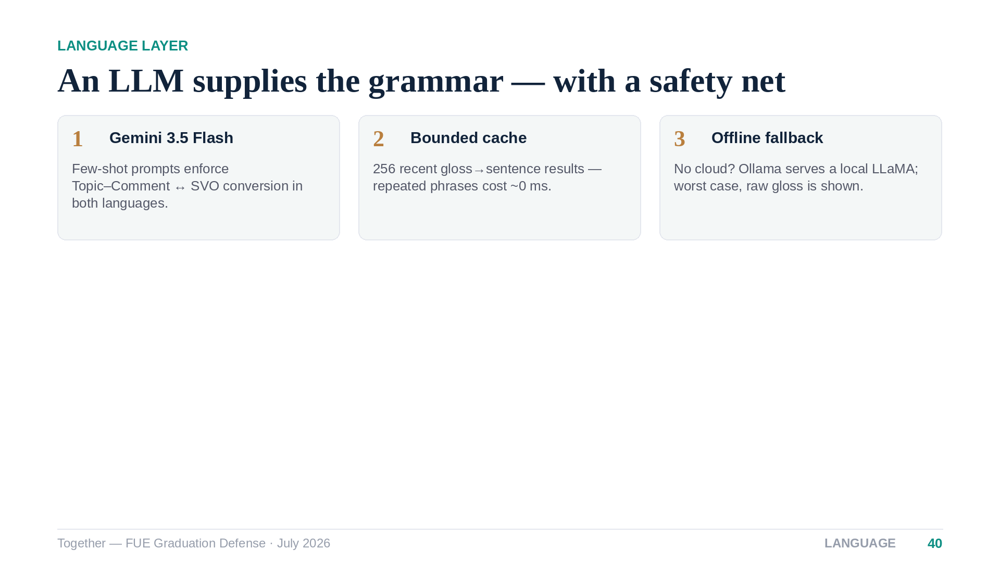 LANGUAGE LAYER
An LLM supplies the grammar — with a safety net
1 Gemini 3.5 Flash
Few-shot prompts enforce
Topic–Comment ↔ SVO conversion in
both languages.
2 Bounded cache
256 recent gloss→sentence results —
repeated phrases cost ~0 ms.
3 Offline fallback
No cloud? Ollama serves a local LLaMA;
worst case, raw gloss is shown.
Together — FUE Graduation Defense · July 2026
LANGUAGE 40